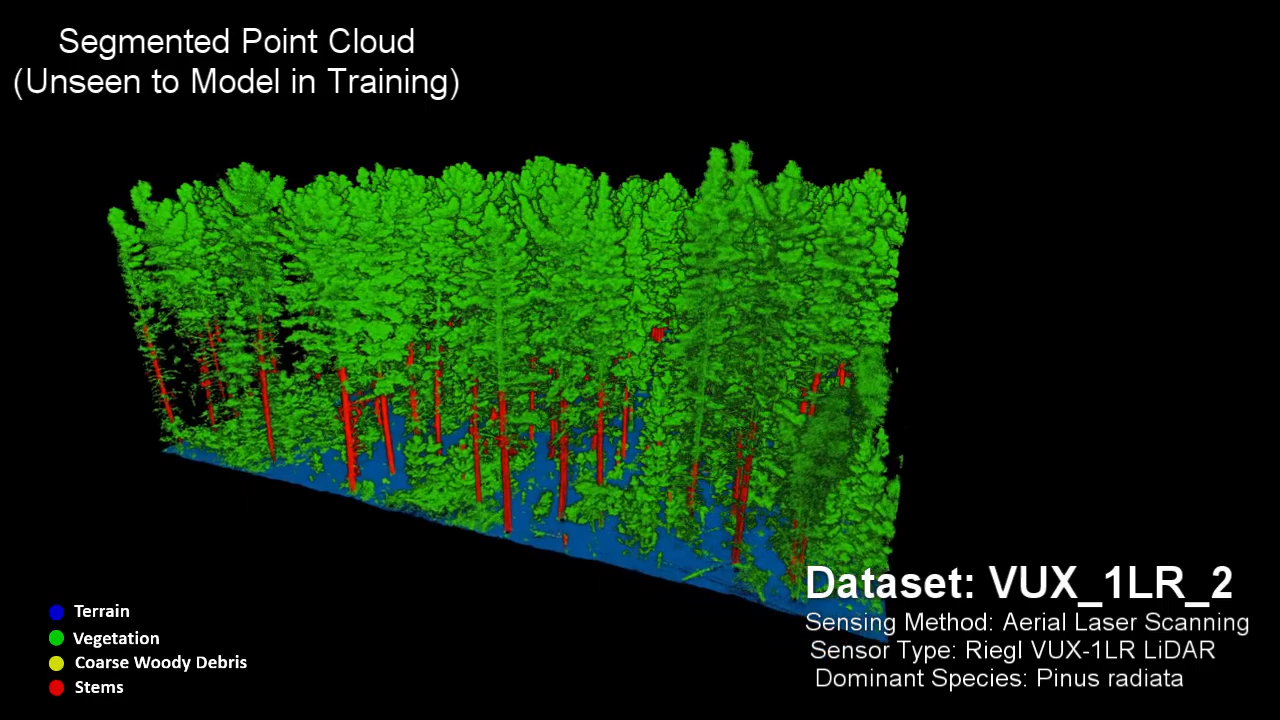 Segmented Point Cloud
(Unseen to Model in Training)
Terrain
Vegetation
Coarse Woody Debris
Stems
Dataset: VUX_1LR_2
Sensing Method: Aerial Laser Scanning
Sensor Type: Riegl VUX-1LR LiDAR
Dominant Species: Pinus radiata